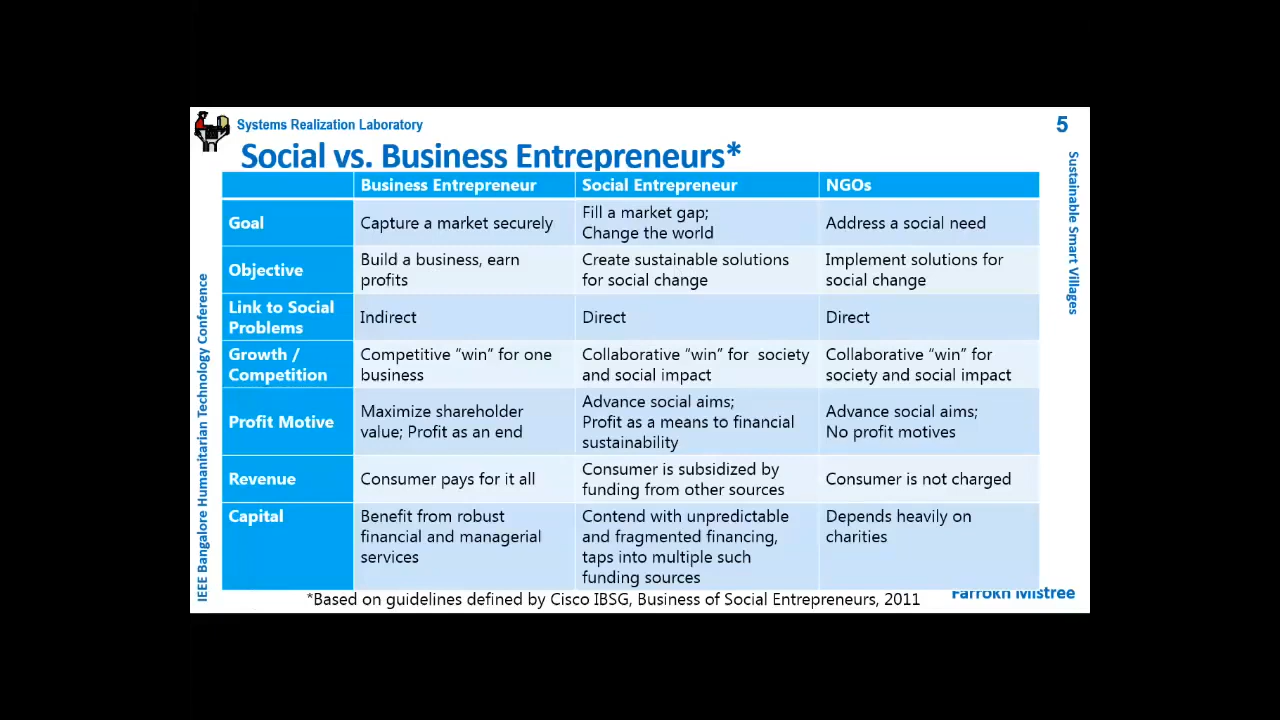 Systems Realization Laboratory
5
Social vs. Business Entrepreneurs*
Business Entrepreneur
Social Entrepreneur
NGOs
Goal
Capture a market securely
Fill a market gap;
Change the world
Address a social need
Objective
Build a business, earn
profits
Create sustainable solutions
for social change
Implement solutions for
social change
Link to Social
Problems
Indirect
Direct
Direct
Growth /
Competition
Competitive “win” for one
business
Collaborative “win” for society
and social impact
Collaborative “win” for
society and social impact
Profit Motive
Maximize shareholder
value; Profit as an end
Advance social aims;
Profit as a means to financial
sustainability
Advance social aims;
No profit motives
Revenue
Consumer pays for it all
Consumer is subsidized by
funding from other sources
Consumer is not charged
Capital
Benefit from robust
financial and managerial
services
Contend with unpredictable
and fragmented financing,
taps into multiple such
funding sources
Depends heavily on
charities
*Based on guidelines defined by Cisco IBSG, Business of Social Entrepreneurs, 2011
Farrokh Mistree
IEEE Bangalore Humanitarian Technology Conference
Sustainable Smart Villages